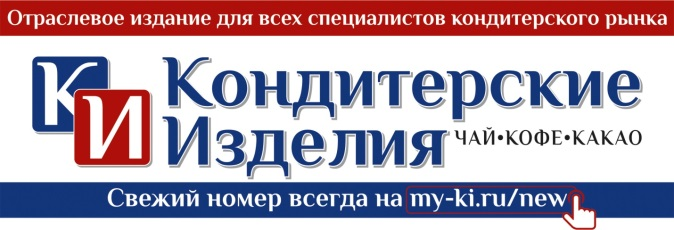 Отраслевое издание для всех специалистов кондитерского рынка
К И
Кондитерские
Изделия
ЧАЙ•КОФЕ•КАКАО
Свежий номер всегда на my-ki.ru/new